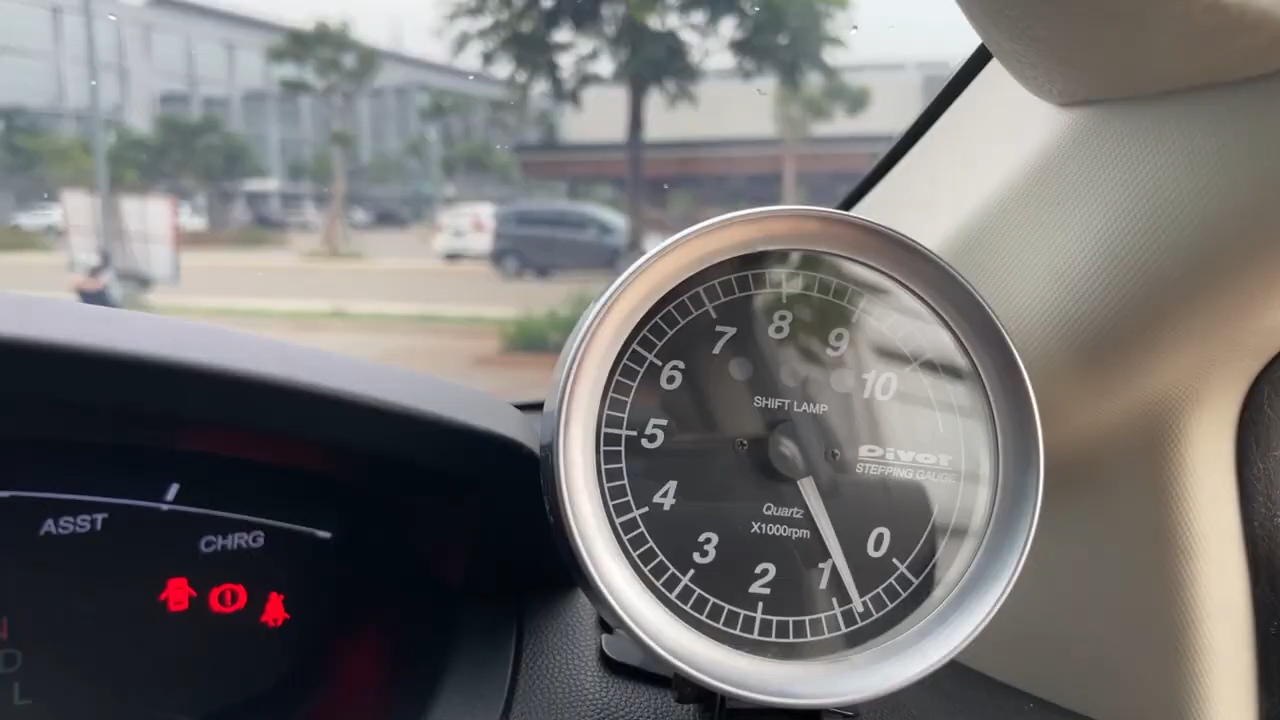 7 8 9
6 10
SHIFT LAMP
5
Pivot
STEPPING GAUGE
4
Quartz
X1000rpm
3 0
2 1
ASST
CHRG
D
L